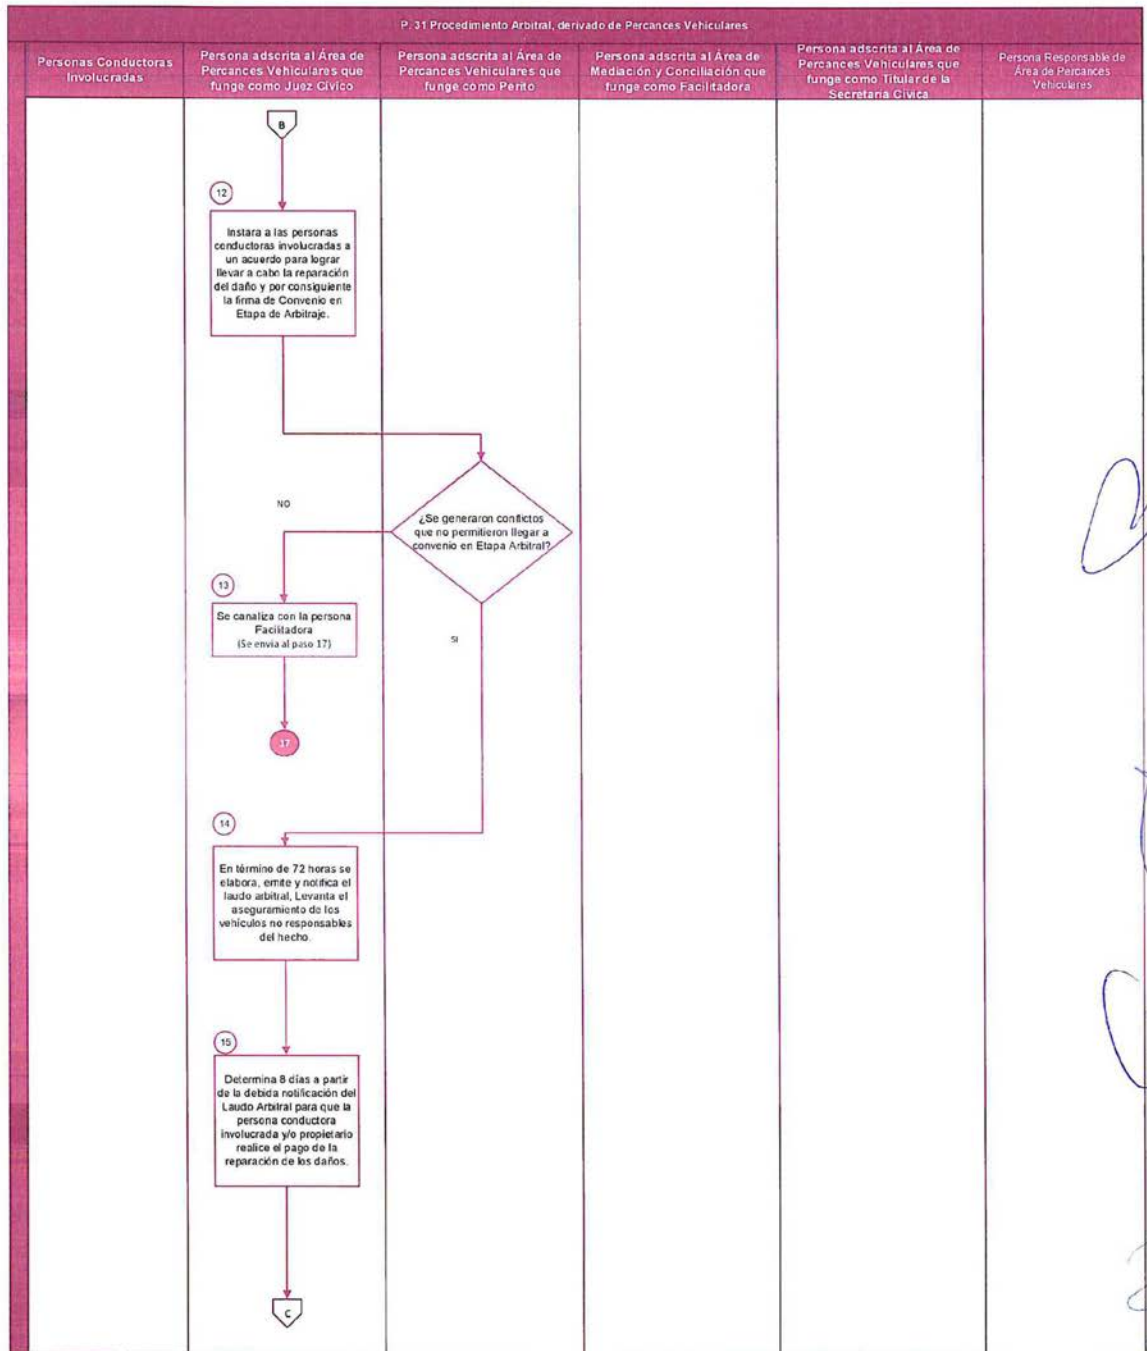 P. 31 Procedimiento Arbitral, derivado de Percances Vehiculares
Personas Conductoras
Involucradas
Persona adscrita al Área de
Percances Vehiculares que
funge como Juez Cívico
Persona adscrita al Área de
Percances Vehiculares que
funge como Perito
Persona adscrita al Área de
Mediación y Conciliación que
funge como Facilitadora
Persona adscrita al Área de
Percances Vehiculares que
funge como Titular de la
Secretaría Cívica
Persona Responsable de
Área de Percances
Vehiculares
B
12
Instara a las personas
conductoras involucradas a
un acuerdo para lograr
llevar a cabo la reparación
del daño y por consiguiente
la firma de Convenio en
Etapa de Arbitraje.
¿Se generaron conflictos
que no permitieron llegar a
convenio en Etapa Arbitral?
NO
13
Se canaliza con la persona
Facilitadora
(Se envia al paso 17)
SI
17
14
En término de 72 horas se
elabora, emite y notifica el
laudo arbitral, Levanta el
aseguramiento de los
vehículos no responsables
del hecho.
15
Determina 8 días a partir
de la debida notificación del
Laudo Arbitral para que la
persona conductora
involucrada y/o propietario
realice el pago de la
reparación de los daños.
C